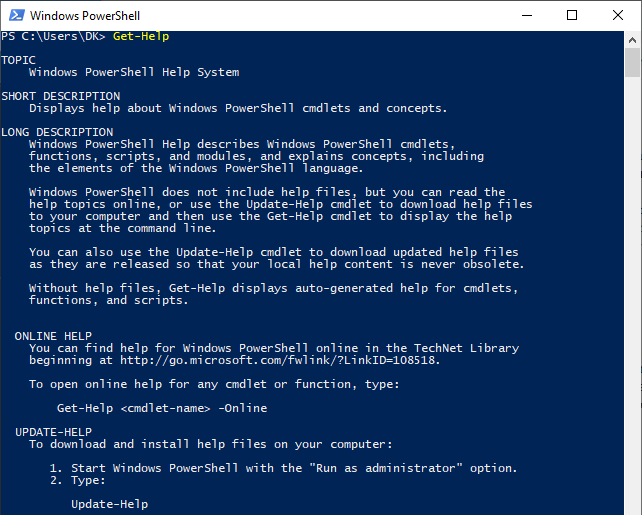 Windows PowerShell
PS C:\Users\DK> Get-Help
TOPIC
Windows PowerShell Help System
SHORT DESCRIPTION
Displays help about Windows PowerShell cmdlets and concepts.
LONG DESCRIPTION
Windows PowerShell Help describes Windows PowerShell cmdlets,
functions, scripts, and modules, and explains concepts, including
the elements of the Windows PowerShell language.
Windows PowerShell does not include help files, but you can read the
help topics online, or use the Update-Help cmdlet to download help files
to your computer and then use the Get-Help cmdlet to display the help
topics at the command line.
You can also use the Update-Help cmdlet to download updated help files
as they are released so that your local help content is never obsolete.
Without help files, Get-Help displays auto-generated help for cmdlets,
functions, and scripts.
ONLINE HELP
You can find help for Windows PowerShell online in the TechNet Library
beginning at http://go.microsoft.com/fwlink/?LinkID=108518.
To open online help for any cmdlet or function, type:
Get-Help <cmdlet-name> -Online
UPDATE-HELP
To download and install help files on your computer:
1. Start Windows PowerShell with the "Run as administrator" option.
2. Type:
Update-Help